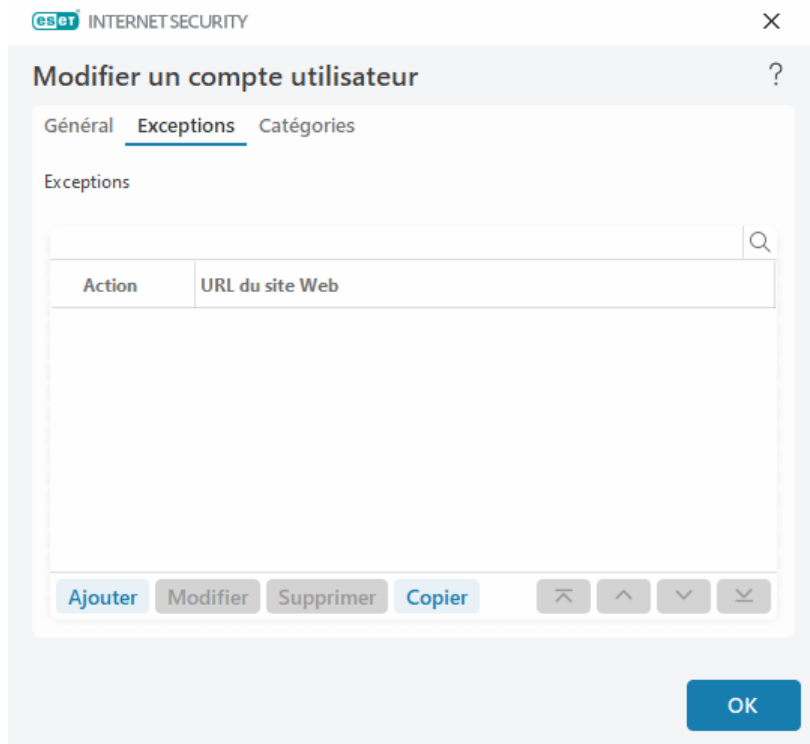 eset INTERNET SECURITY
Modifier un compte utilisateur ?
Général Exceptions Catégories
Exceptions
Action URL du site Web
Ajouter Modifier Supprimer Copier
OK